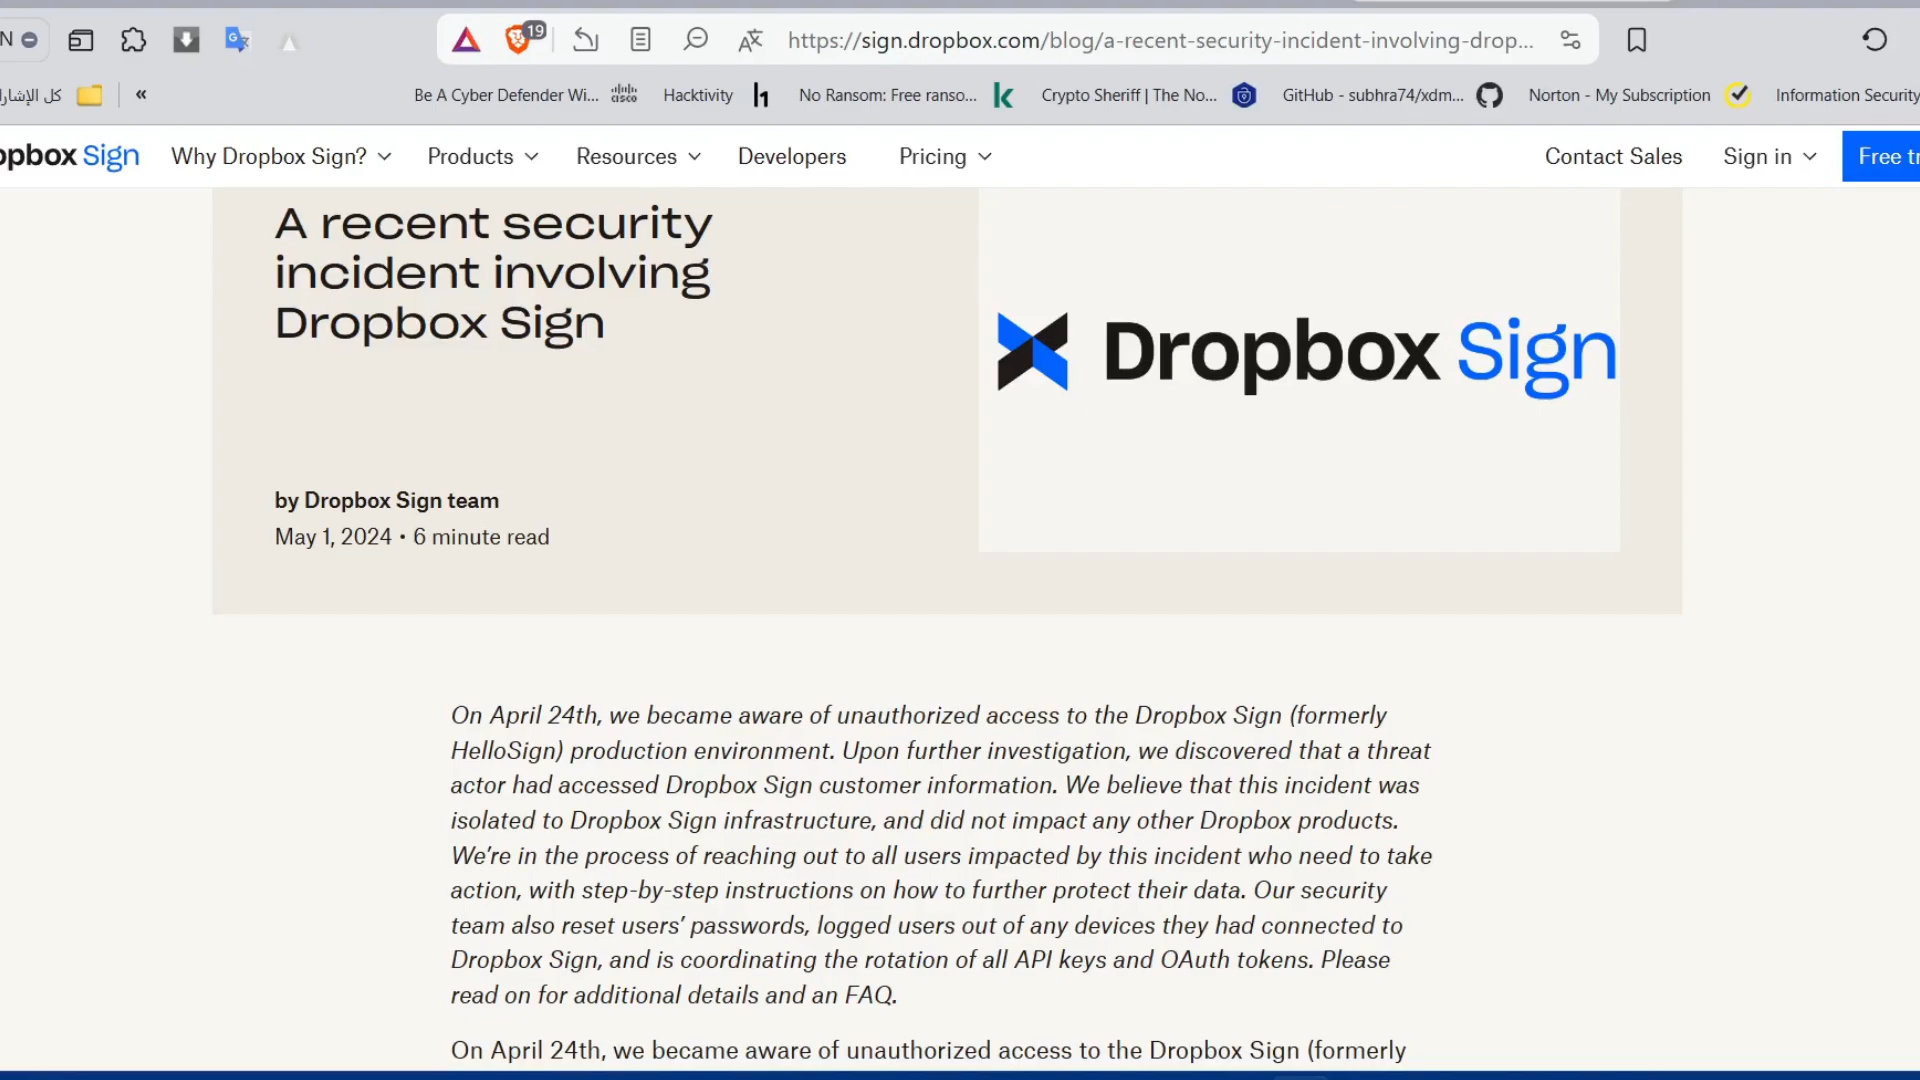 N
19
https://sign.dropbox.com/blog/a-recent-security-incident-involving-drop...
كل الإشارا
«
Be A Cyber Defender Wi...
cisco
Hacktivity
h
No Ransom: Free ranso...
k
Crypto Sheriff | The No...
GitHub - subhra74/xdm...
Norton - My Subscription
Information Security
opbox Sign
Why Dropbox Sign?
Products
Resources
Developers
Pricing
Contact Sales
Sign in
Free tr
A recent security
incident involving
Dropbox Sign
Dropbox Sign
by Dropbox Sign team
May 1, 2024 • 6 minute read
On April 24th, we became aware of unauthorized access to the Dropbox Sign (formerly
HelloSign) production environment. Upon further investigation, we discovered that a threat
actor had accessed Dropbox Sign customer information. We believe that this incident was
isolated to Dropbox Sign infrastructure, and did not impact any other Dropbox products.
We’re in the process of reaching out to all users impacted by this incident who need to take
action, with step-by-step instructions on how to further protect their data. Our security
team also reset users’ passwords, logged users out of any devices they had connected to
Dropbox Sign, and is coordinating the rotation of all API keys and OAuth tokens. Please
read on for additional details and an FAQ.
On April 24th, we became aware of unauthorized access to the Dropbox Sign (formerly